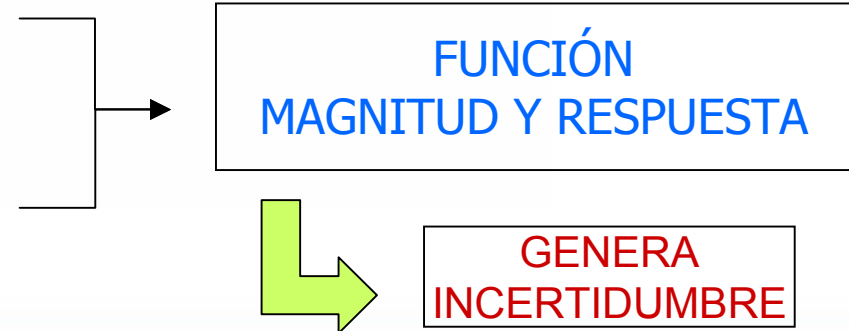 FUNCIÓN
MAGNITUD Y RESPUESTA
GENERA
INCERTIDUMBRE